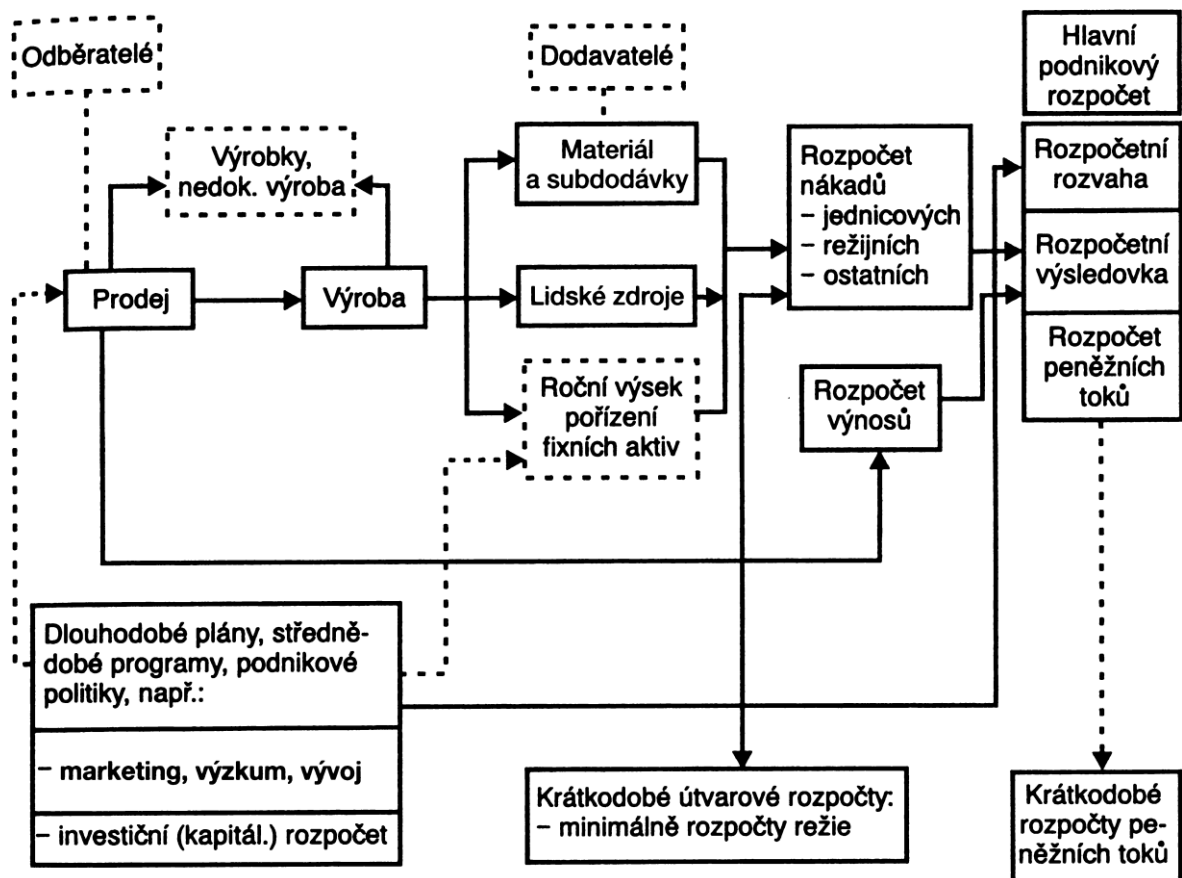 Odběratelé
Dodavatelé
Hlavní
podnikový
rozpočet
Výrobky,
nedok. výroba
Materiál
a subdodávky
Rozpočet
nákadů
– jednicových
– režijních
– ostatních
Rozpočetní
rozvaha
Rozpočetní
výsledovka
Rozpočet
peněžních
toků
Prodej
Výroba
Lidské zdroje
Roční výsek
pořízení
fixních aktiv
Rozpočet
výnosů
Dlouhodobé plány, středně-
dobé programy, podnikové
politiky, např.:
– marketing, výzkum, vývoj
– investiční (kapitál.) rozpočet
Krátkodobé útvarové rozpočty:
– minimálně rozpočty režie
Krátkodobé
rozpočty pe-
něžních toků